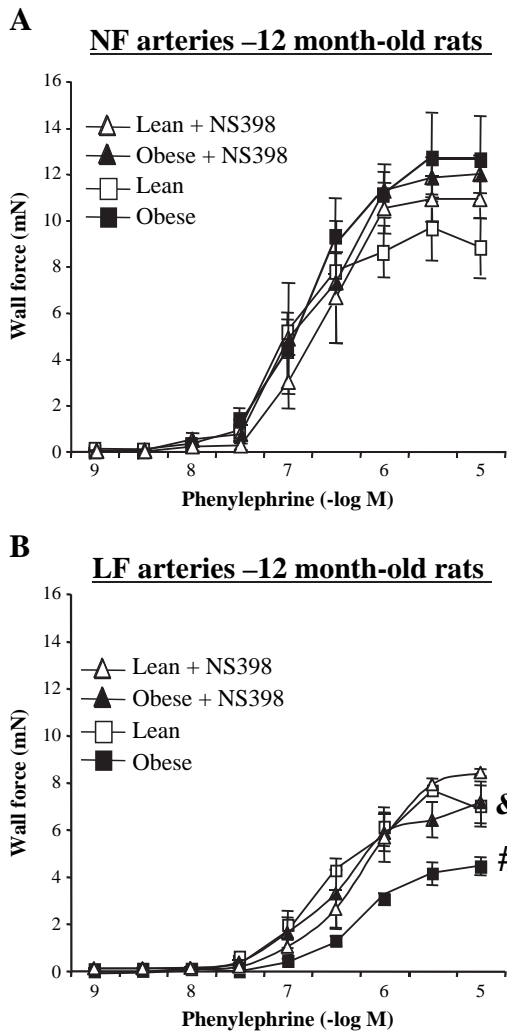 A
NF arteries –12 month-old rats
16
14
12
10
8
6
4
2
0
Wall force (mN)
Lean + NS398
Obese + NS398
Lean
Obese
9 8 7 6 5
Phenylephrine (-log M)
B
LF arteries –12 month-old rats
16
14
12
10
8
6
4
2
0
Wall force (mN)
Lean + NS398
Obese + NS398
Lean
Obese
&
#
9 8 7 6 5
Phenylephrine (-log M)